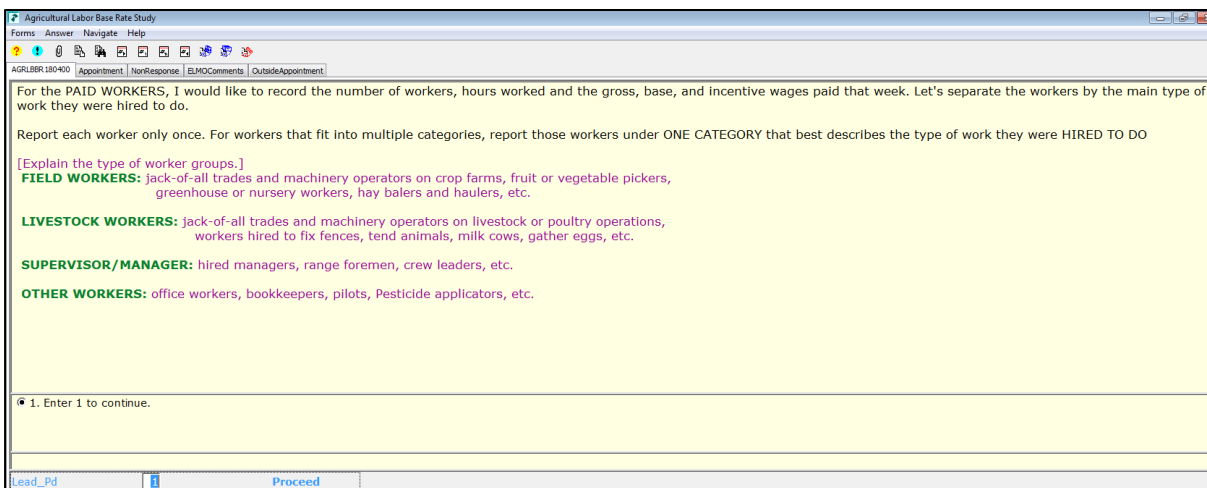 Agricultural Labor Base Rate Study
Forms Answer Navigate Help
AGRLBBR.180400 Appointment NonResponse ELMOComments OutsideAppointment
For the PAID WORKERS, I would like to record the number of workers, hours worked and the gross, base, and incentive wages paid that week. Let's separate the workers by the main type of
work they were hired to do.
Report each worker only once. For workers that fit into multiple categories, report those workers under ONE CATEGORY that best describes the type of work they were HIRED TO DO
[Explain the type of worker groups.]
FIELD WORKERS: jack-of-all trades and machinery operators on crop farms, fruit or vegetable pickers,
greenhouse or nursery workers, hay balers and haulers, etc.
LIVESTOCK WORKERS: jack-of-all trades and machinery operators on livestock or poultry operations,
workers hired to fix fences, tend animals, milk cows, gather eggs, etc.
SUPERVISOR/MANAGER: hired managers, range foremen, crew leaders, etc.
OTHER WORKERS: office workers, bookkeepers, pilots, Pesticide applicators, etc.
1. Enter 1 to continue.
Lead_Pd 1 Proceed